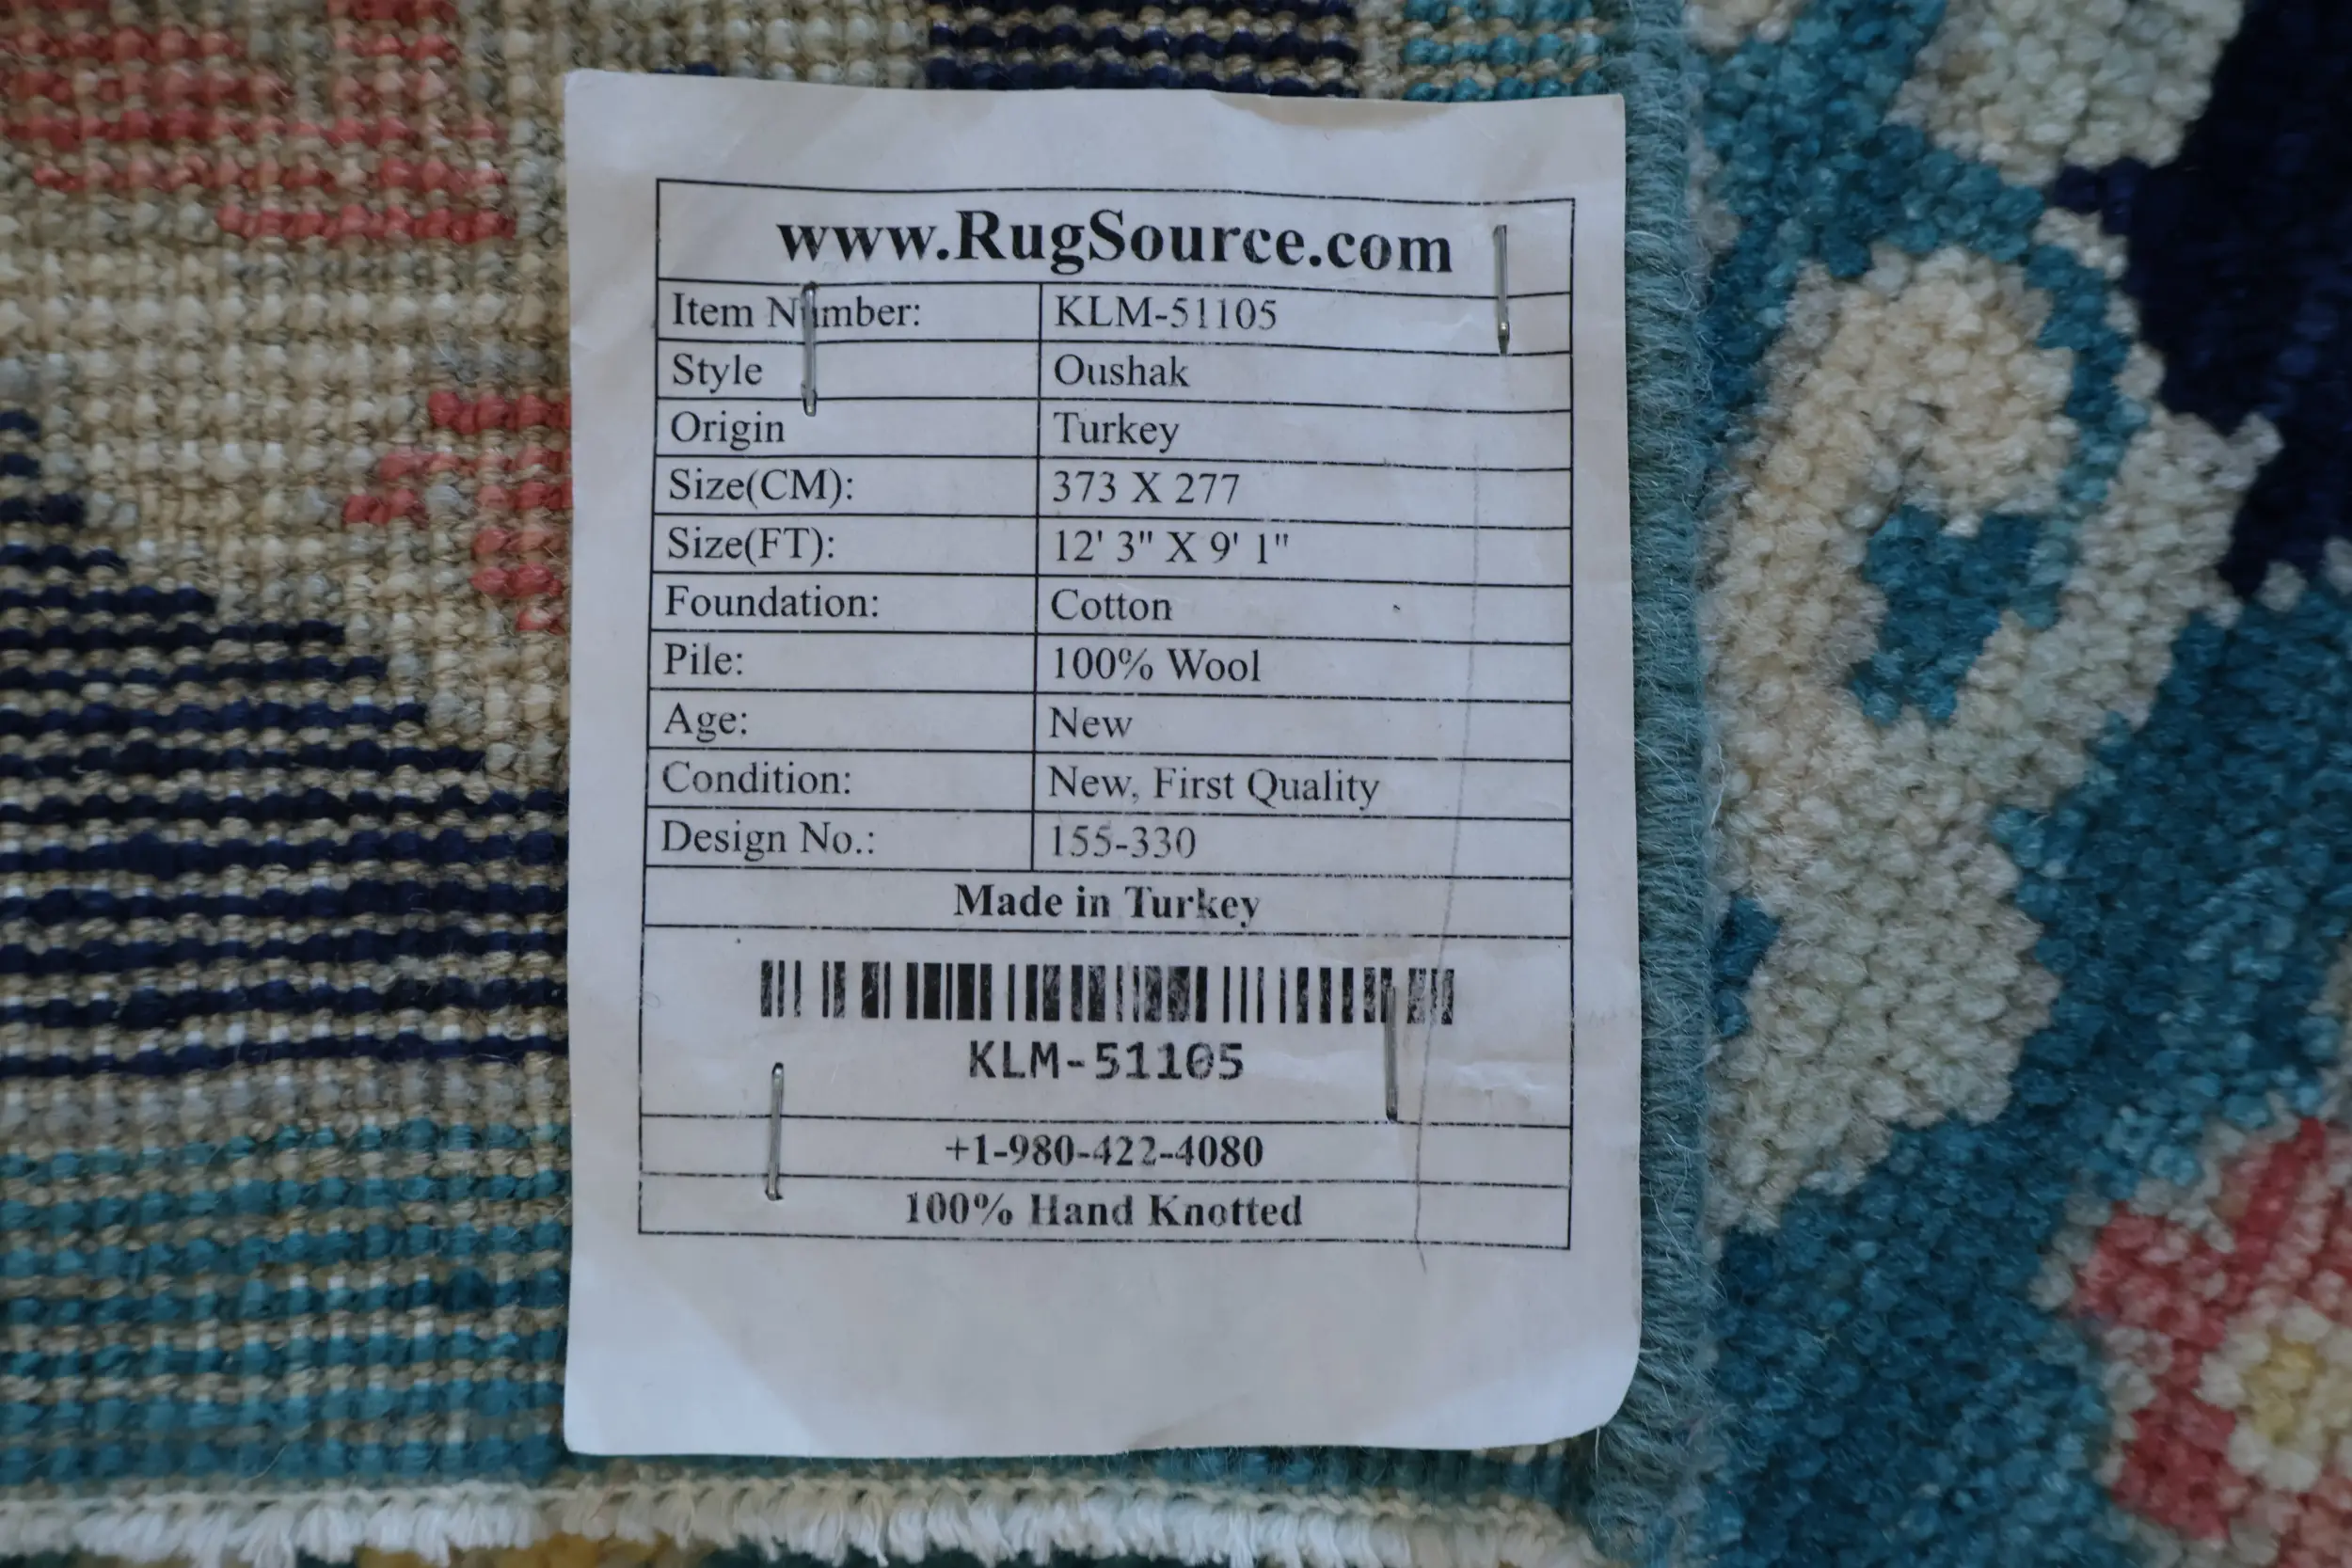 www.RugSource.com
Item Number: KLM-51105
Style Oushak
Origin Turkey
Size(CM): 373 X 277
Size(FT): 12' 3" X 9' 1"
Foundation: Cotton
Pile: 100% Wool
Age: New
Condition: New, First Quality
Design No.: 155-330
Made in Turkey
KLM-51105
+1-980-422-4080
100% Hand Knotted